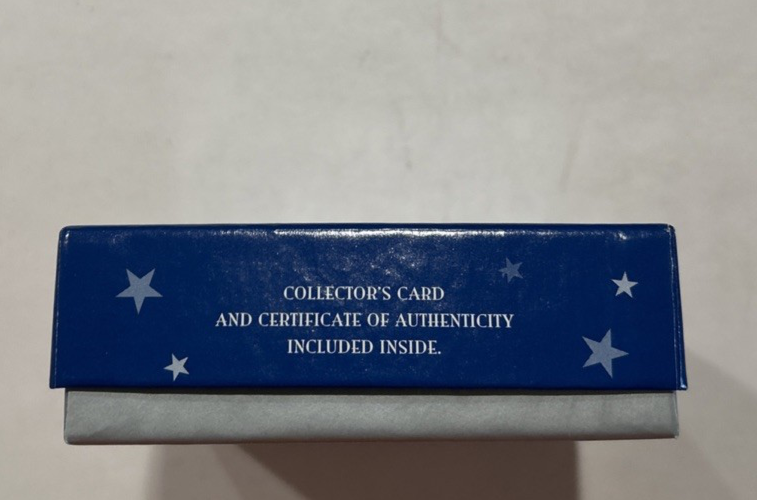 COLLECTOR'S CARD
AND CERTIFICATE OF AUTHENTICITY
INCLUDED INSIDE.